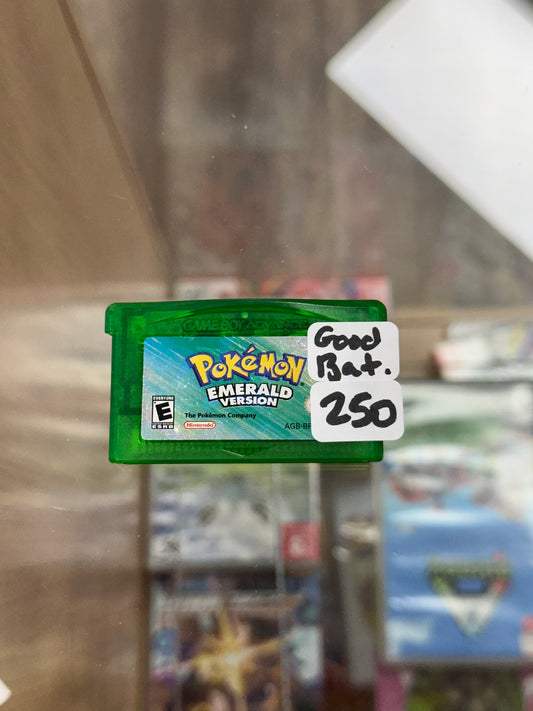 GAME BOY ADVANCE
POKéMON
EMERALD
VERSION
EVERYONE
E
ESRB
The Pokémon Company
Nintendo
Good
Bat.
250